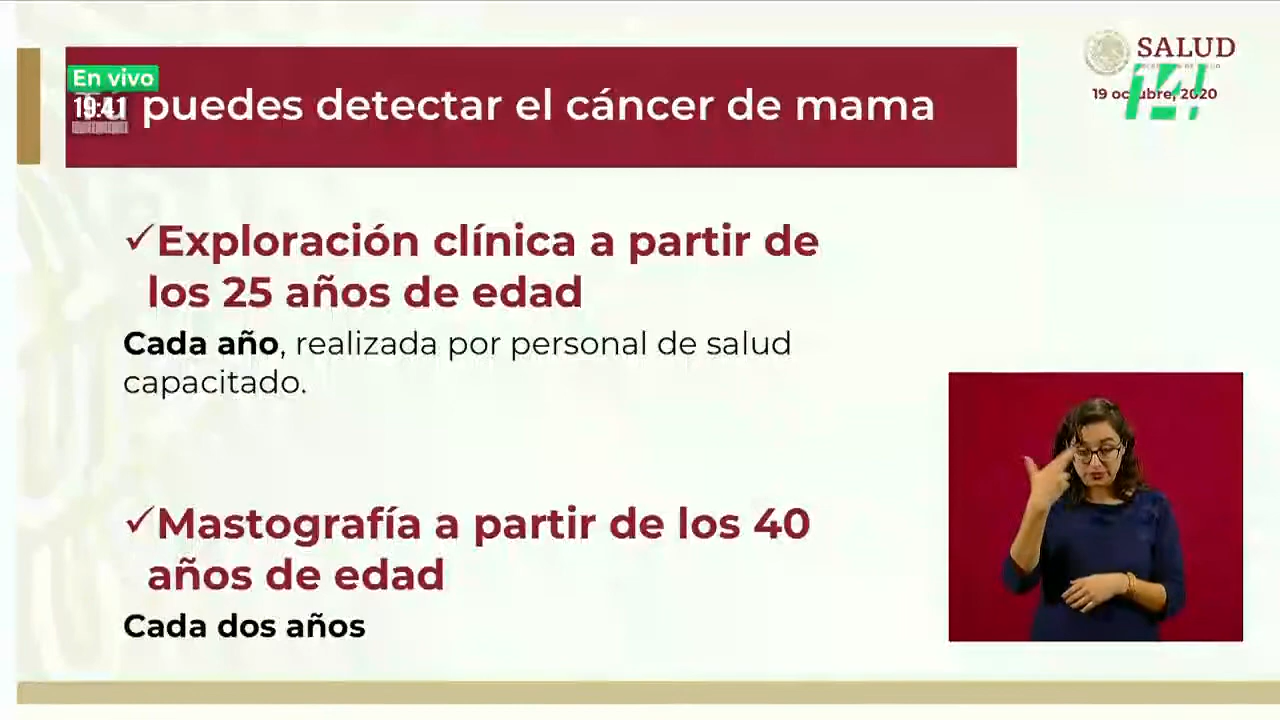 En vivo
19:41
puedes detectar el cáncer de mama
SALUD
19 octubre, 2020
14
✓Exploración clínica a partir de
los 25 años de edad
Cada año, realizada por personal de salud
capacitado.
✓Mastografía a partir de los 40
años de edad
Cada dos años